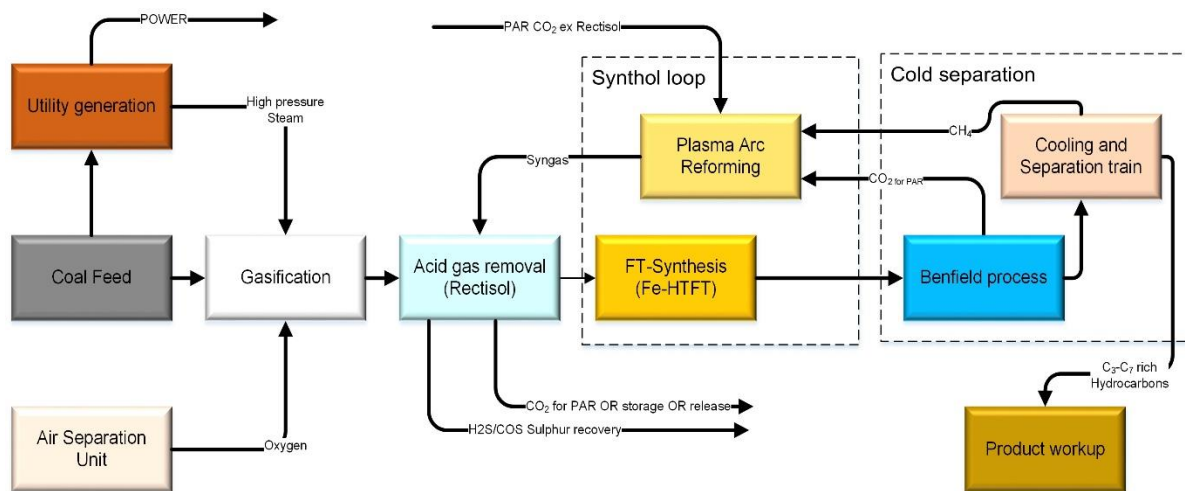 POWER
PAR CO₂ ex Rectisol
Synthol loop
Cold separation
Utility generation
High pressure
Steam
Plasma Arc
Reforming
CH₄
Cooling and
Separation train
Syngas
CO₂ for PAR
Coal Feed
Gasification
Acid gas removal
(Rectisol)
FT-Synthesis
(Fe-HTFT)
Benfield process
C₃-C₇ rich
Hydrocarbons
CO₂ for PAR OR storage OR release
H2S/COS Sulphur recovery
Air Separation
Unit
Oxygen
Product workup